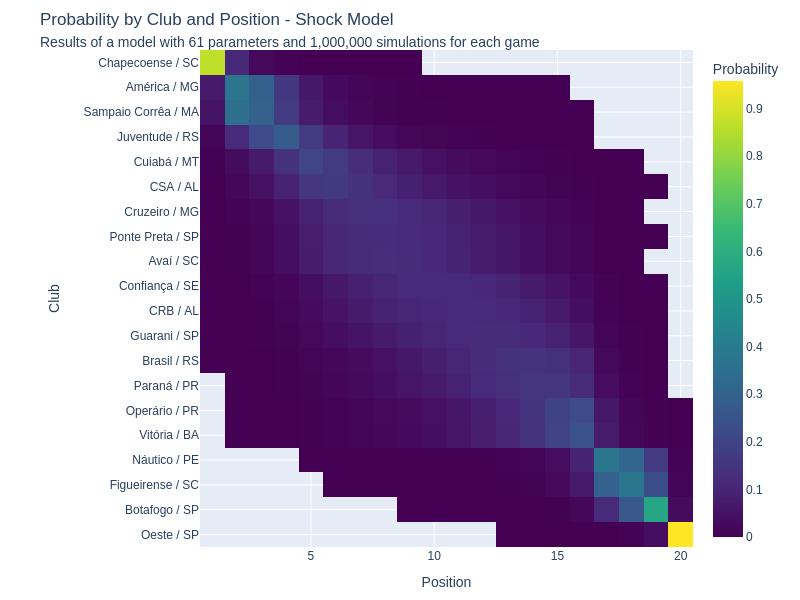 Probability by Club and Position - Shock Model
Results of a model with 61 parameters and 1,000,000 simulations for each game
Chapecoense / SC
América / MG
Sampaio Corrêa / MA
Juventude / RS
Cuiabá / MT
CSA / AL
Cruzeiro / MG
Ponte Preta / SP
Avaí / SC
Confiança / SE
CRB / AL
Guarani / SP
Brasil / RS
Paraná / PR
Operário / PR
Vitória / BA
Náutico / PE
Figueirense / SC
Botafogo / SP
Oeste / SP
Club
5
10
15
20
Position
Probability
0.9
0.8
0.7
0.6
0.5
0.4
0.3
0.2
0.1
0